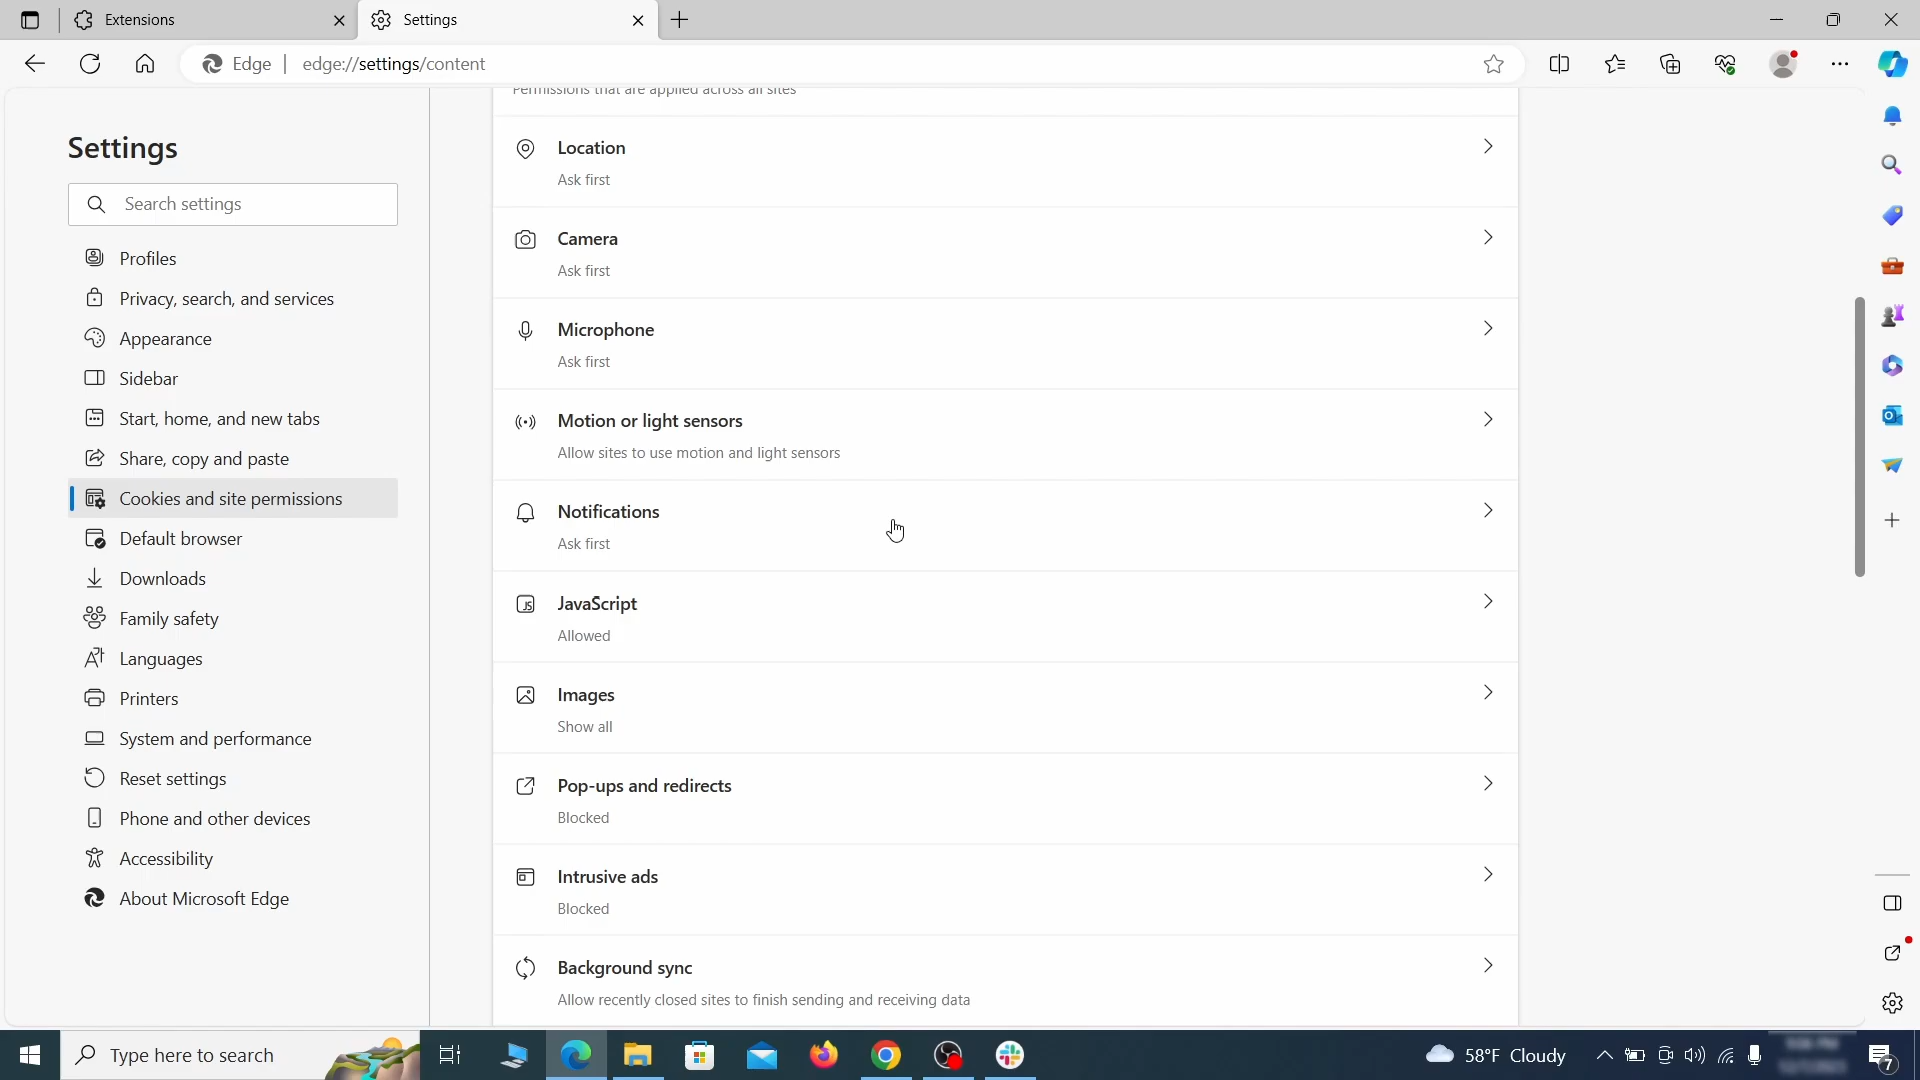 Extensions
Settings
Edge
edge://settings/content
Settings
Search settings
Profiles
Privacy, search, and services
Appearance
Sidebar
Start, home, and new tabs
Share, copy and paste
Cookies and site permissions
Default browser
Downloads
Family safety
Languages
Printers
System and performance
Reset settings
Phone and other devices
Accessibility
About Microsoft Edge
Permissions that are applied across all sites
Location
Ask first
Camera
Ask first
Microphone
Ask first
Motion or light sensors
Allow sites to use motion and light sensors
Notifications
Ask first
JavaScript
Allowed
Images
Show all
Pop-ups and redirects
Blocked
Intrusive ads
Blocked
Background sync
Allow recently closed sites to finish sending and receiving data
Type here to search
58°F Cloudy
7